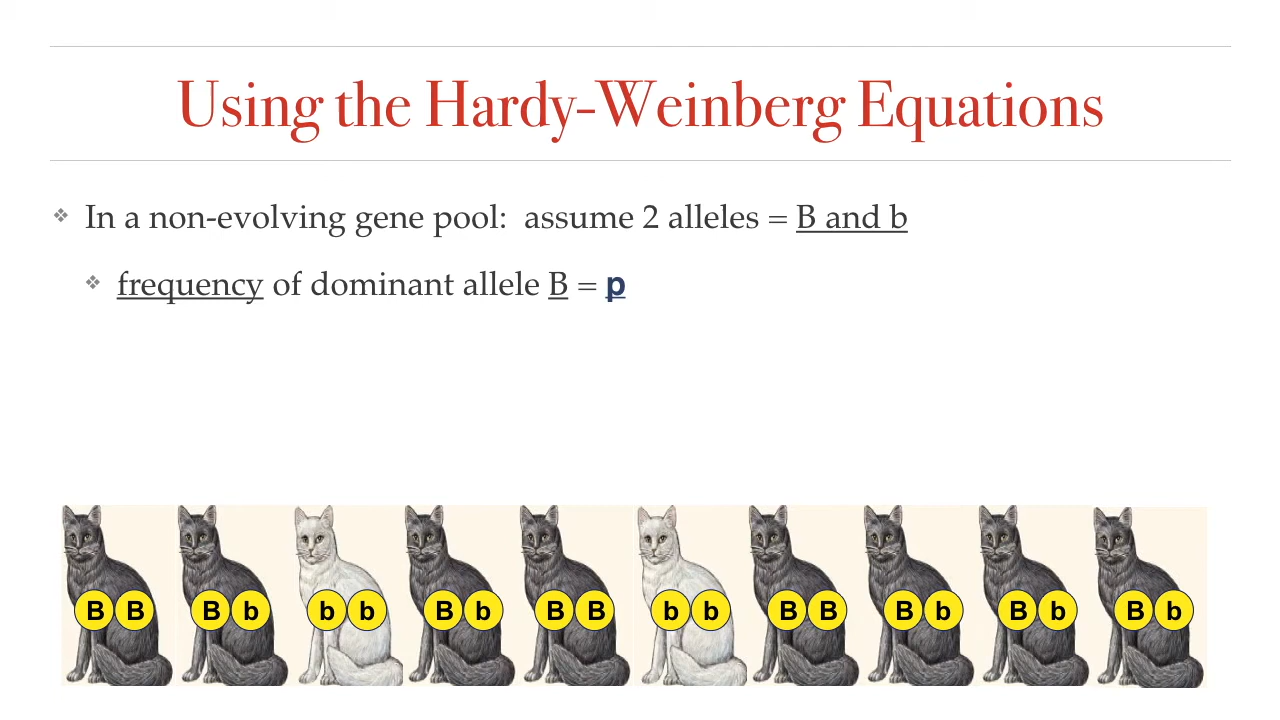 Using the Hardy-Weinberg Equations
❖ In a non-evolving gene pool:  assume 2 alleles = B and b
❖ frequency of dominant allele B = p
B B B b b b B b B B b b B B B b B b B b